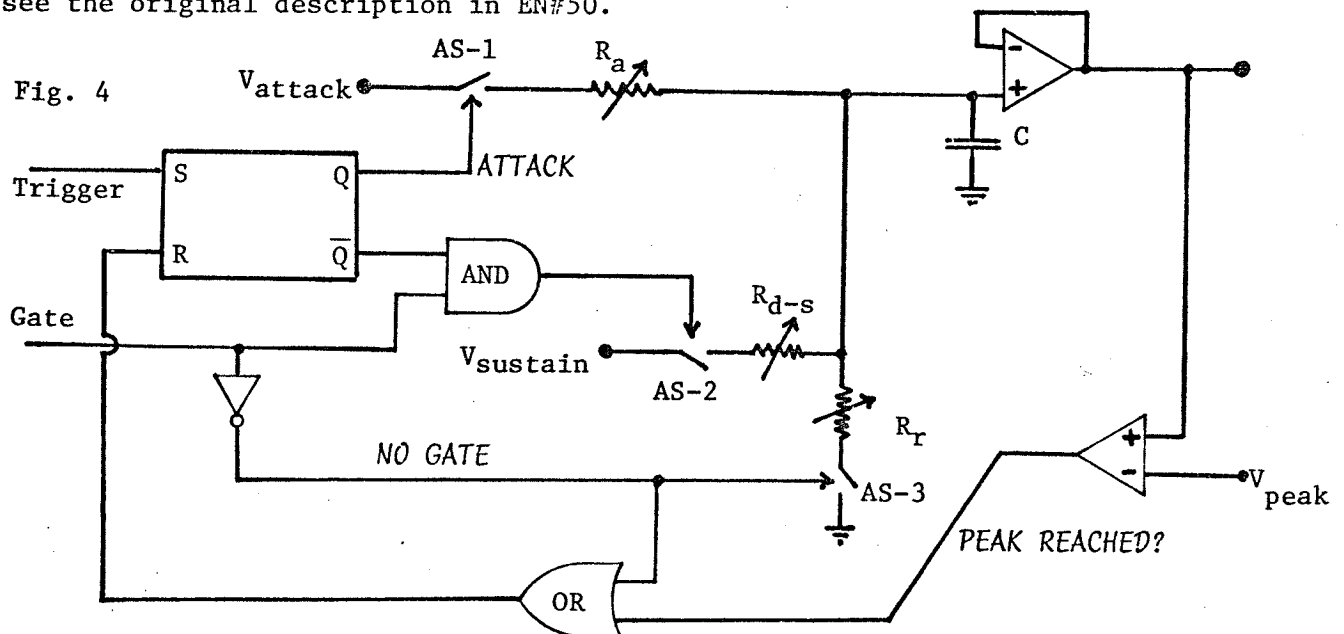 see the original description in EN#50.
Fig. 4
AS-1
Ra
Vattack
ATTACK
Trigger
S
Q
R
Q̅
AND
Gate
Rd-s
Vsustain
AS-2
C
-
+
Rr
NO GATE
AS-3
+
-
Vpeak
PEAK REACHED?
OR